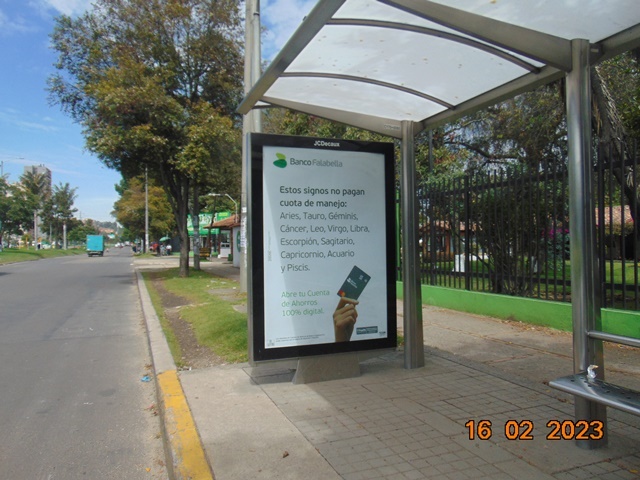 JCDecaux
Banco Falabella
Estos signos no pagan
cuota de manejo:
Aries, Tauro, Géminis,
Cáncer, Leo, Virgo, Libra,
Escorpión, Sagitario,
Capricornio, Acuario
y Piscis.
Abre tu Cuenta
de Ahorros
100% digital.
16 02 2023